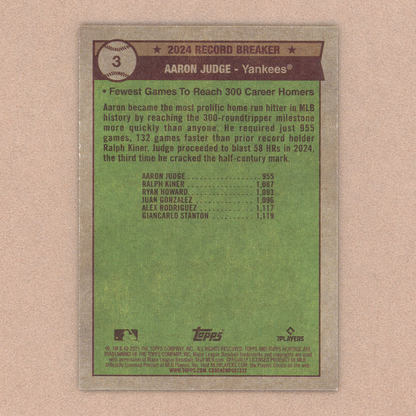 3
★ 2024 RECORD BREAKER ★
AARON JUDGE - Yankees®
• Fewest Games To Reach 300 Career Homers
Aaron became the most prolific home run hitter in MLB
history by reaching the 300-roundtripper milestone
more quickly than anyone. He required just 955
games, 132 games faster than prior record holder
Ralph Kiner. Judge proceeded to blast 58 HRs in 2024,
the third time he cracked the half-century mark.
AARON JUDGE . . . . . . . . . . . . . . 955
RALPH KINER . . . . . . . . . . . . . 1,087
RYAN HOWARD . . . . . . . . . . . . 1,093
JUAN GONZALEZ . . . . . . . . . . 1,096
ALEX RODRIGUEZ . . . . . . . . . 1,117
GIANCARLO STANTON . . . . . . 1,119
Topps
PLAYERS
WWW.TOPPS.COM